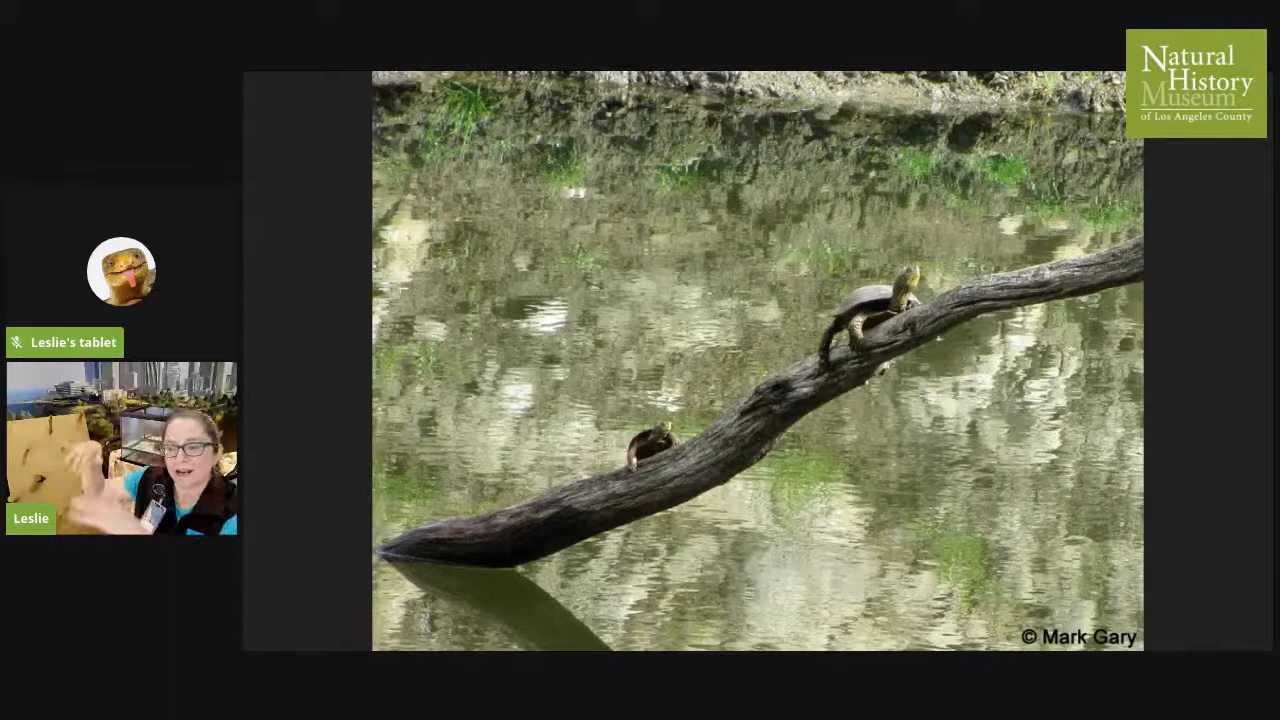 Natural
History
Museum
of Los Angeles County
Leslie's tablet
Leslie
© Mark Gary